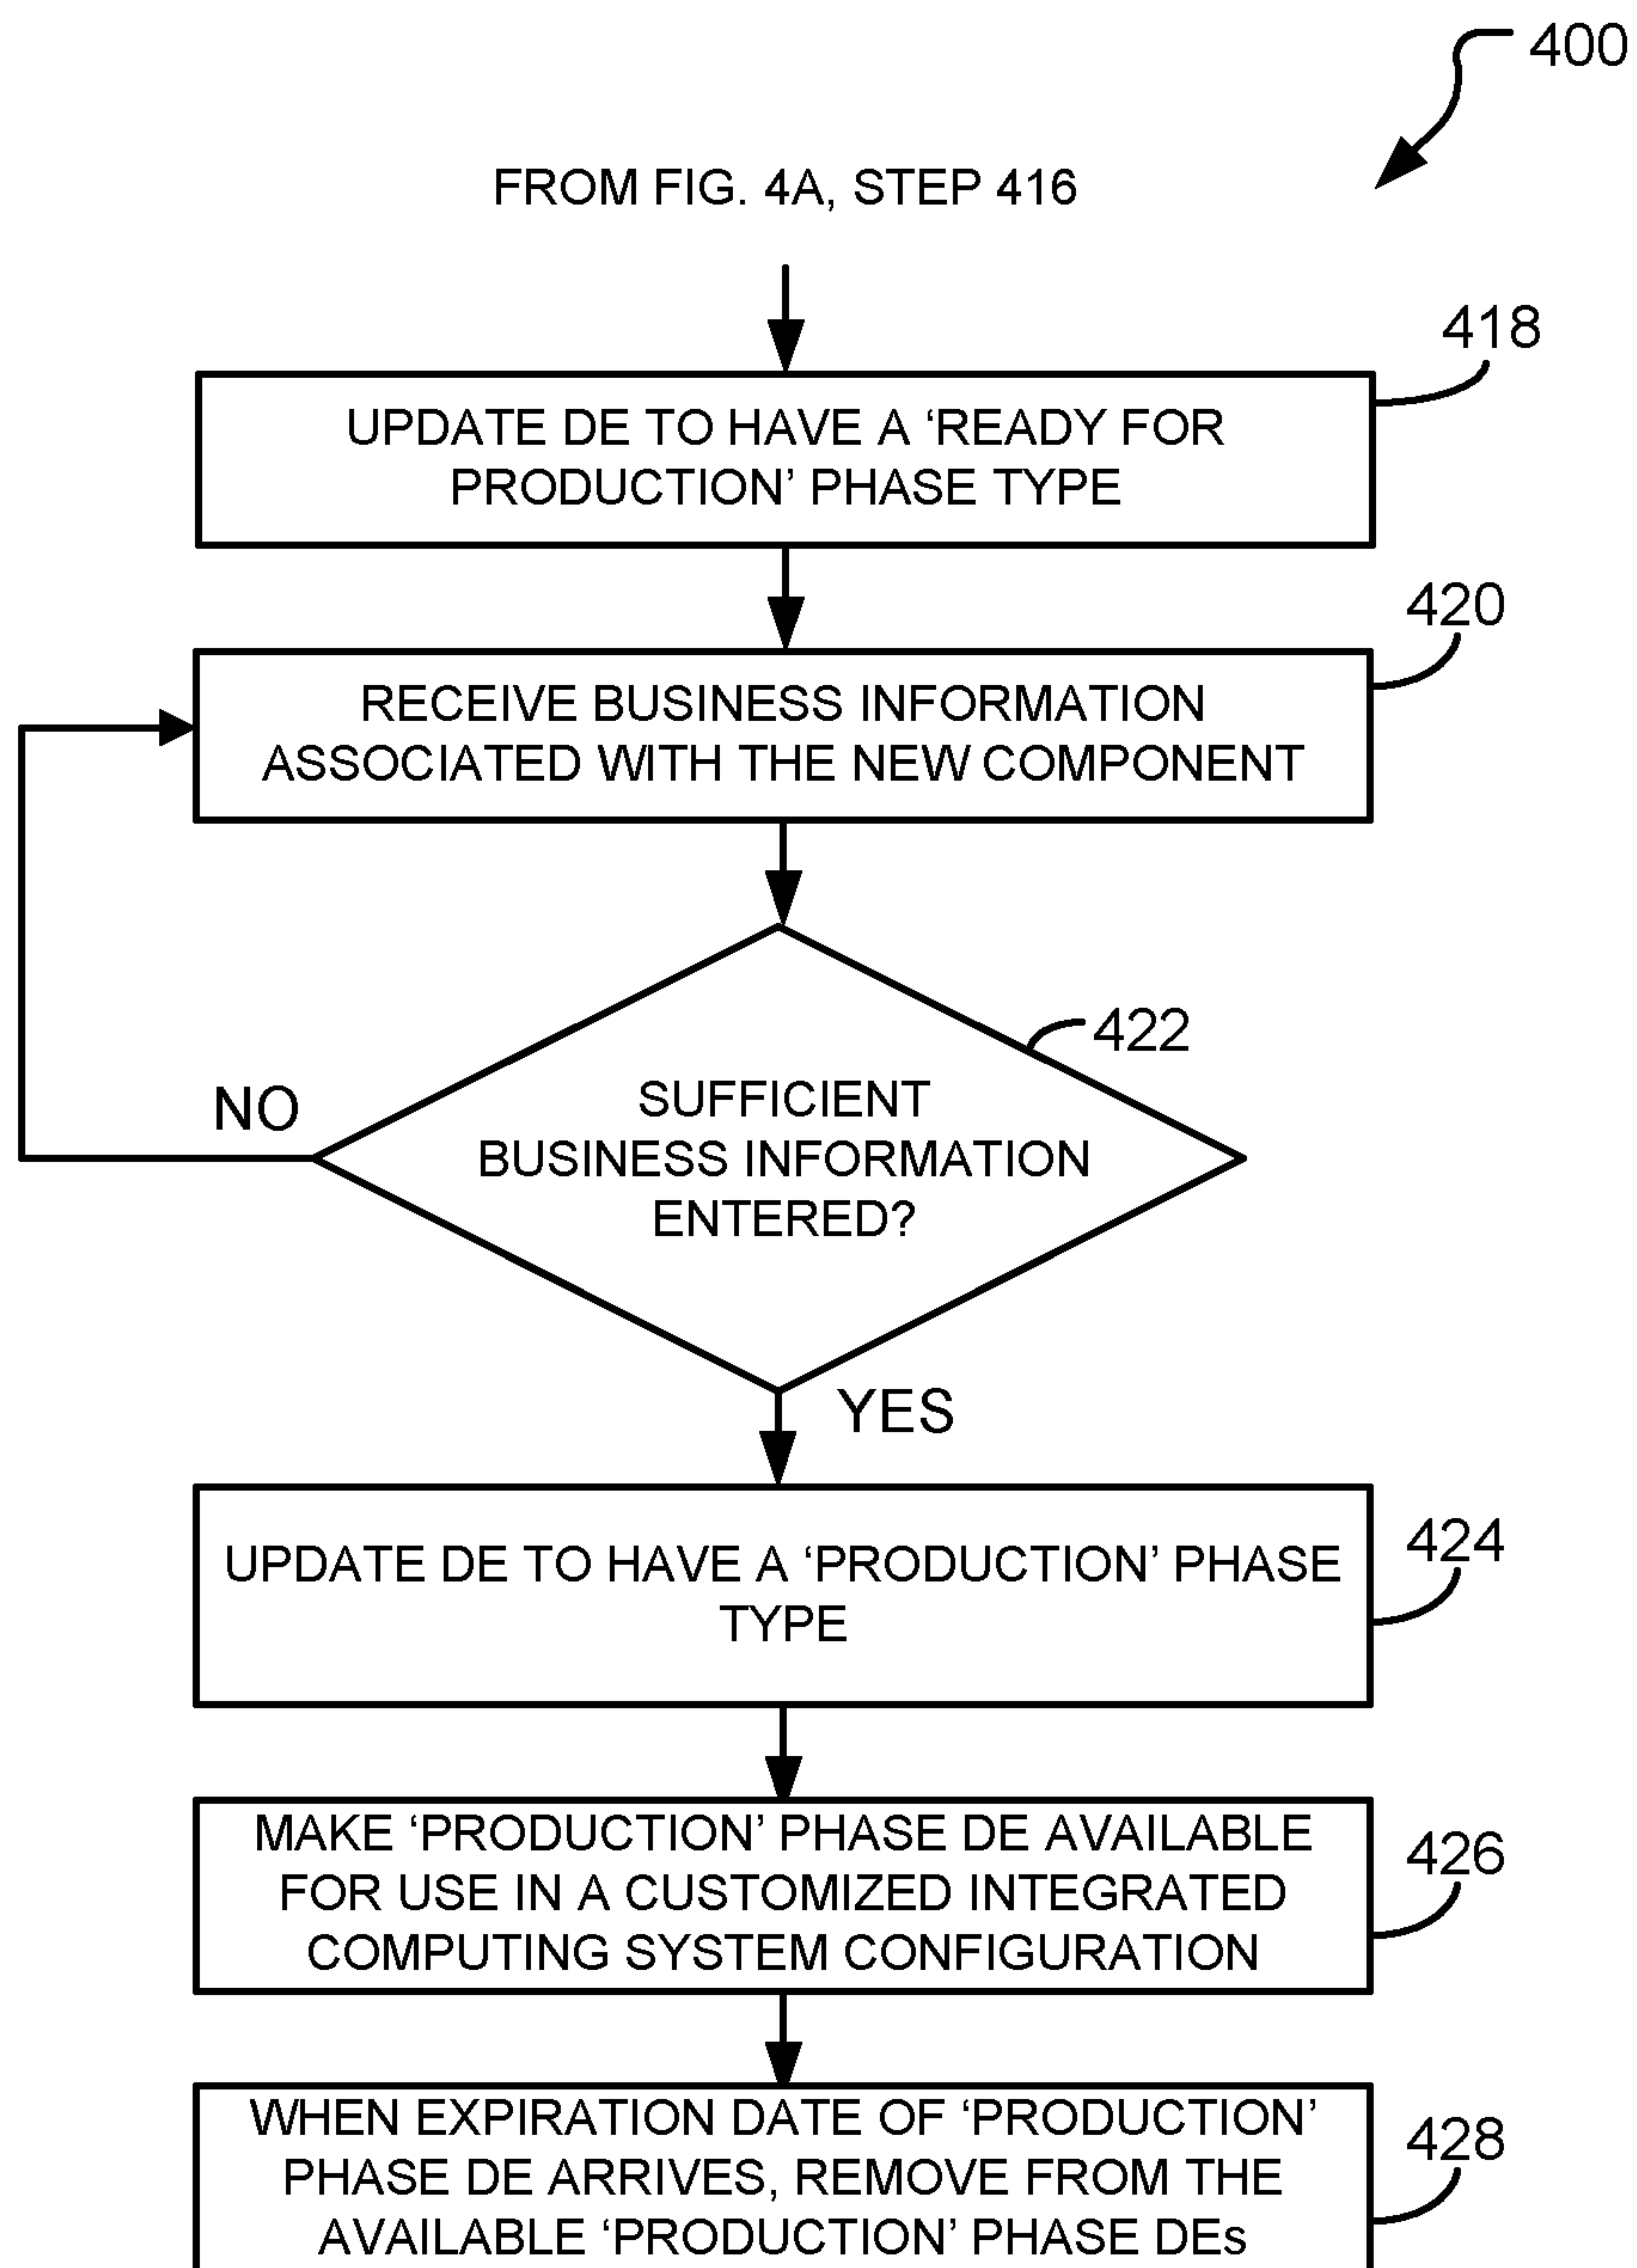 400
FROM FIG. 4A, STEP 416
418
UPDATE DE TO HAVE A ‘READY FOR
PRODUCTION’ PHASE TYPE
420
RECEIVE BUSINESS INFORMATION
ASSOCIATED WITH THE NEW COMPONENT
422
SUFFICIENT
BUSINESS INFORMATION
ENTERED?
NO
YES
424
UPDATE DE TO HAVE A ‘PRODUCTION’ PHASE
TYPE
426
MAKE ‘PRODUCTION’ PHASE DE AVAILABLE
FOR USE IN A CUSTOMIZED INTEGRATED
COMPUTING SYSTEM CONFIGURATION
428
WHEN EXPIRATION DATE OF ‘PRODUCTION’
PHASE DE ARRIVES, REMOVE FROM THE
AVAILABLE ‘PRODUCTION’ PHASE DEs